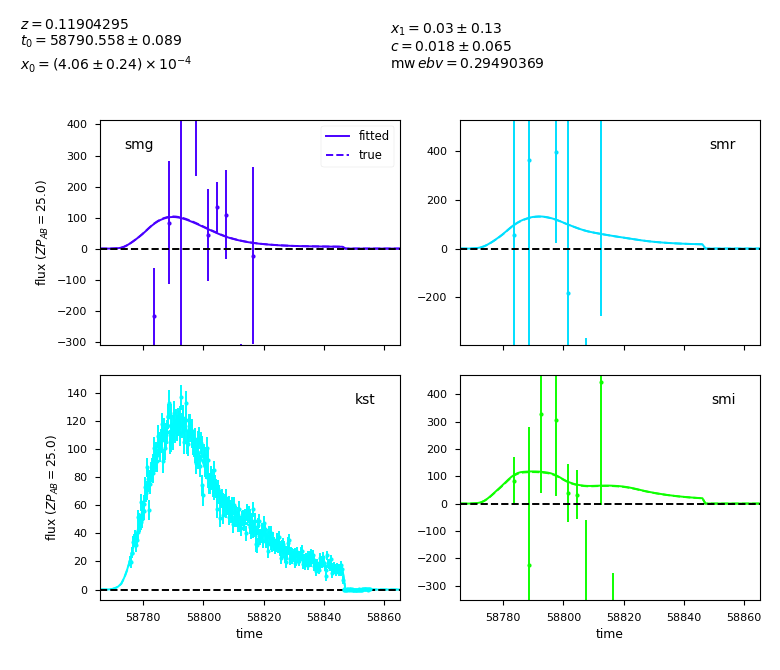 z = 0.11904295
t₀ = 58790.558 ± 0.089
x₀ = (4.06 ± 0.24) × 10⁻⁴
x₁ = 0.03 ± 0.13
c = 0.018 ± 0.065
mw ebv = 0.29490369
400
300
200
100
0
−100
−200
−300
flux (ZP_AB = 25.0)
smg
fitted
true
400
200
0
−200
smr
140
120
100
80
60
40
20
0
flux (ZP_AB = 25.0)
kst
58780
58800
58820
58840
58860
time
400
300
200
100
0
−100
−200
−300
smi
58780
58800
58820
58840
58860
time